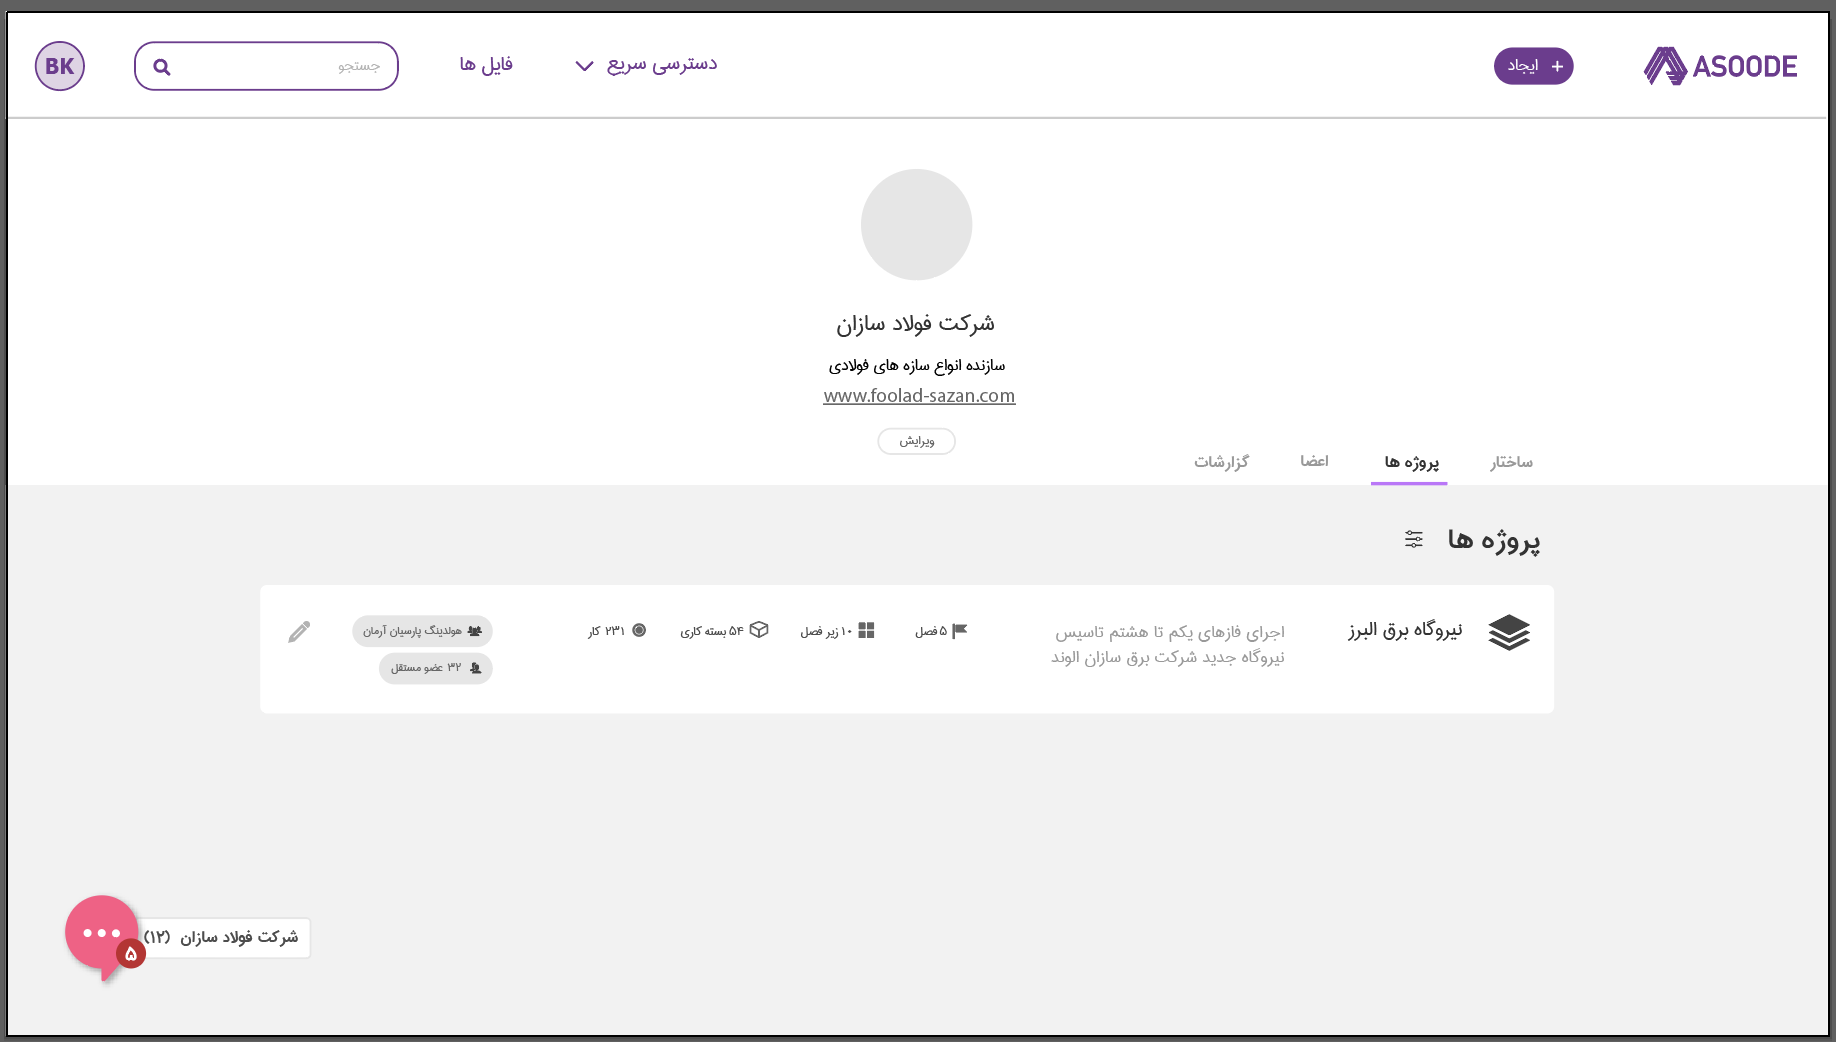 ASOODE
ایجاد +
دسترسی سریع
فایل ها
جستجو
BK
شرکت فولاد سازان
سازنده انواع سازه های فولادی
www.foolad-sazan.com
ویرایش
ساختار
پروژه ها
اعضا
گزارشات
پروژه ها
نیروگاه برق البرز
اجرای فازهای یکم تا هشتم تاسیس
نیروگاه جدید شرکت برق سازان الوند
۵ فصل
۱۰ زیر فصل
۵۴ بسته کاری
۲۳۱ کار
هولدینگ پارسیان آرمان
۳۲ عضو مستقل
شرکت فولاد سازان (۱۲)
۵